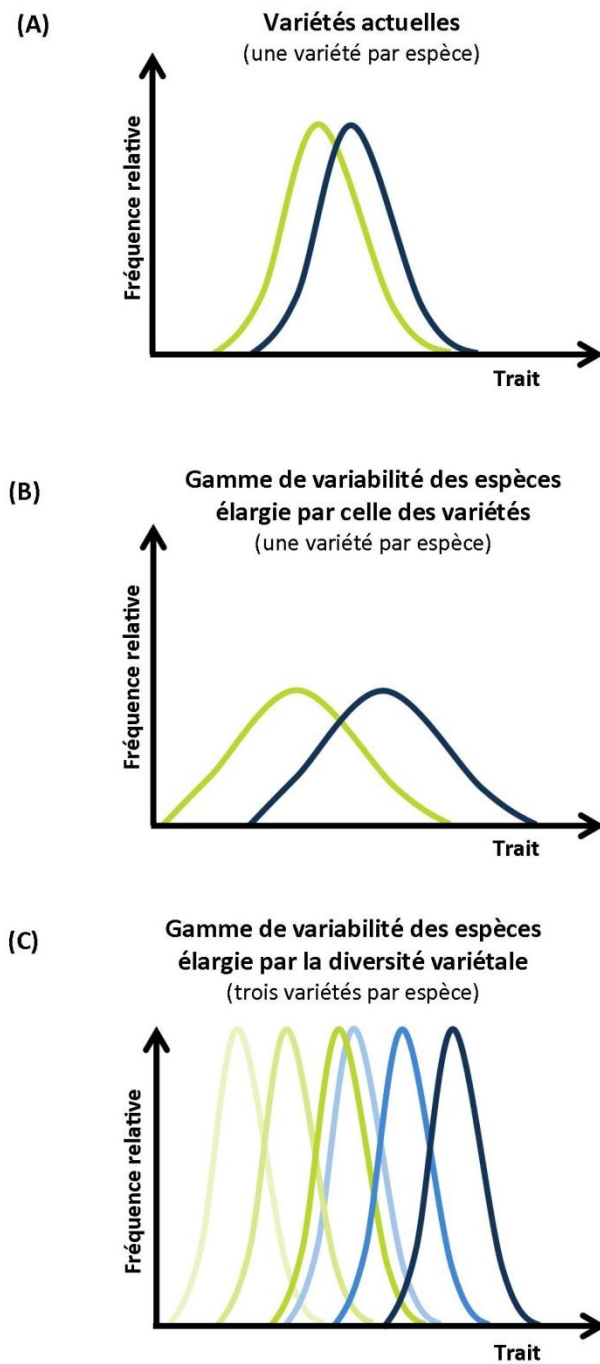 (A)
Variétés actuelles
(une variété par espèce)
Fréquence relative
Trait
(B)
Gamme de variabilité des espèces
élargie par celle des variétés
(une variété par espèce)
Fréquence relative
Trait
(C)
Gamme de variabilité des espèces
élargie par la diversité variétale
(trois variétés par espèce)
Fréquence relative
Trait